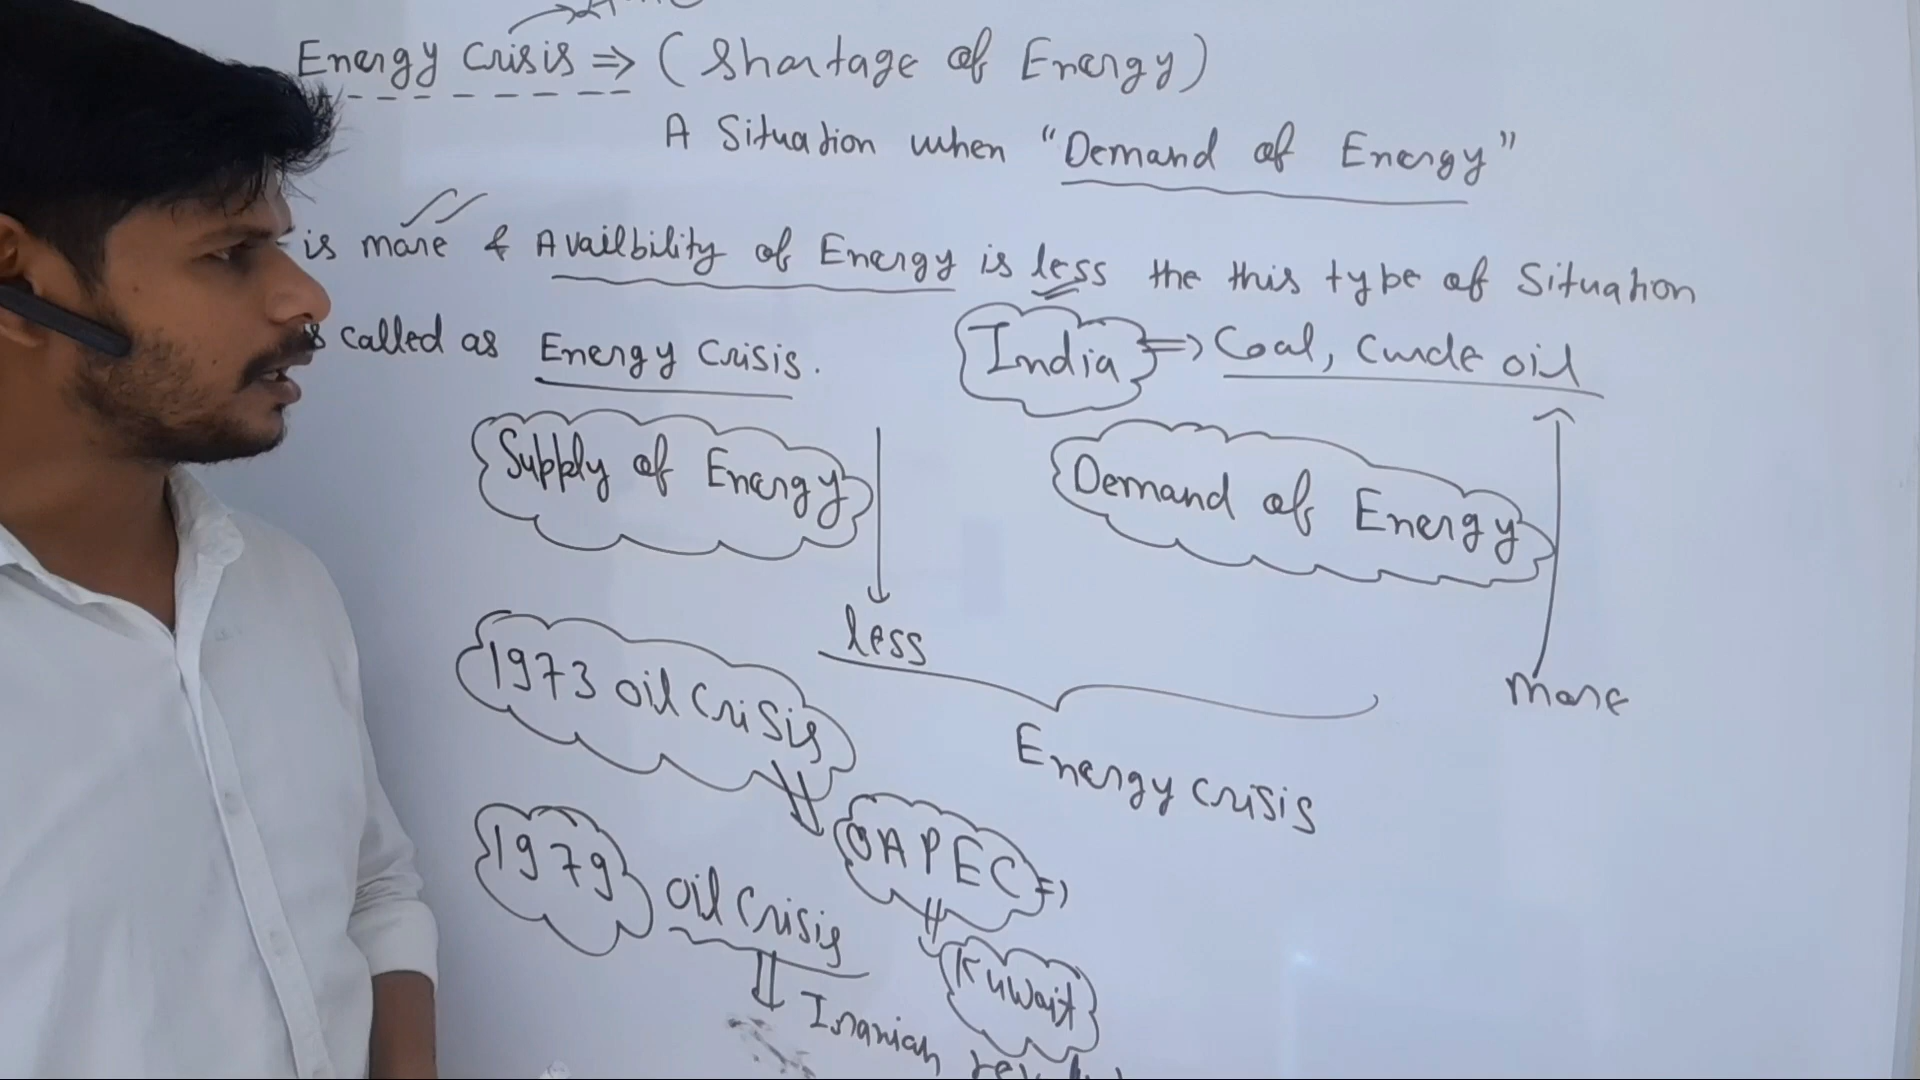 Energy Crisis ⇒ (Shortage of Energy)
A Situation when "Demand of Energy"
is more & Availbility of Energy is less the this type of Situation
called as Energy Crisis.
India ⇒ Coal, Crude oil
Supply of Energy
Demand of Energy
less
more
Energy crisis
1973 oil Crisis
OAPEC ⇒
1979 oil Crisis
Kuwait
Iranian